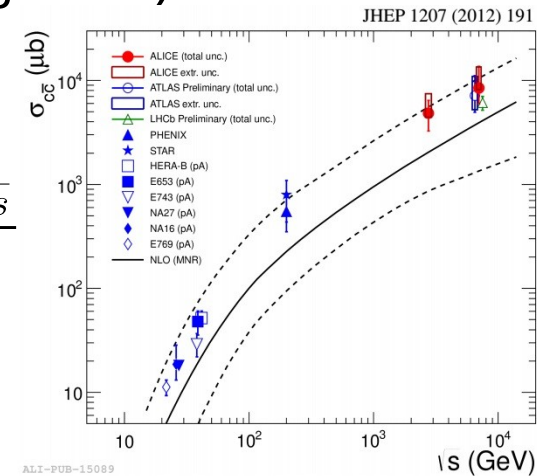 JHEP 1207 (2012) 191
σcc̄ (μb)
ALICE (total unc.)
ALICE extr. unc.
ATLAS Preliminary (total unc.)
ATLAS extr. unc.
LHCb Preliminary (total unc.)
PHENIX
STAR
HERA-B (pA)
E653 (pA)
E743 (pA)
NA27 (pA)
NA16 (pA)
E769 (pA)
NLO (MNR)
10⁴
10³
10²
10
s
10 10² 10³ 10⁴
√s (GeV)
ALI-PUB-15089